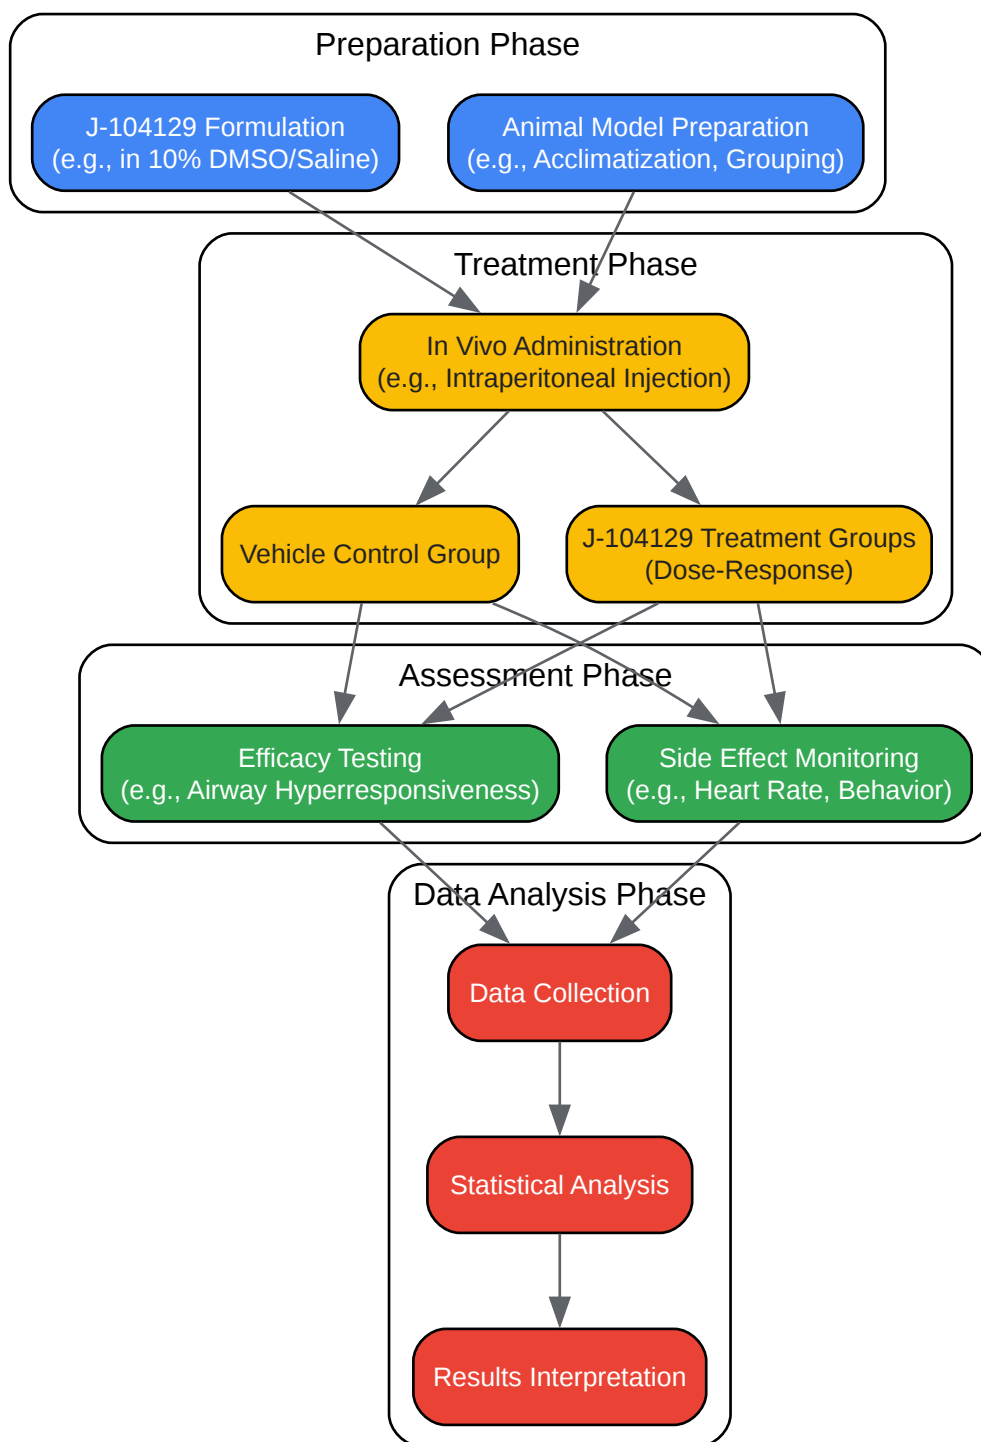 Preparation Phase
J-104129 Formulation
(e.g., in 10% DMSO/Saline)
Animal Model Preparation
(e.g., Acclimatization, Grouping)
Treatment Phase
In Vivo Administration
(e.g., Intraperitoneal Injection)
Vehicle Control Group
J-104129 Treatment Groups
(Dose-Response)
Assessment Phase
Efficacy Testing
(e.g., Airway Hyperresponsiveness)
Side Effect Monitoring
(e.g., Heart Rate, Behavior)
Data Analysis Phase
Data Collection
Statistical Analysis
Results Interpretation